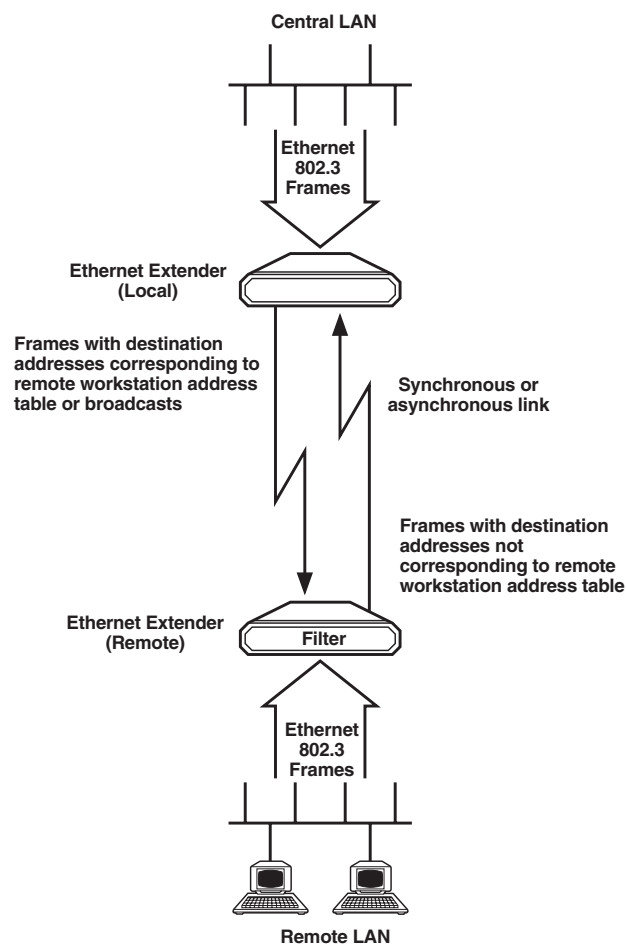 Central LAN
Ethernet
802.3
Frames
Ethernet Extender
(Local)
Frames with destination
addresses corresponding to
remote workstation address
table or broadcasts
Synchronous or
asynchronous link
Frames with destination
addresses not
corresponding to remote
workstation address table
Ethernet Extender
(Remote)
Filter
Ethernet
802.3
Frames
Remote LAN